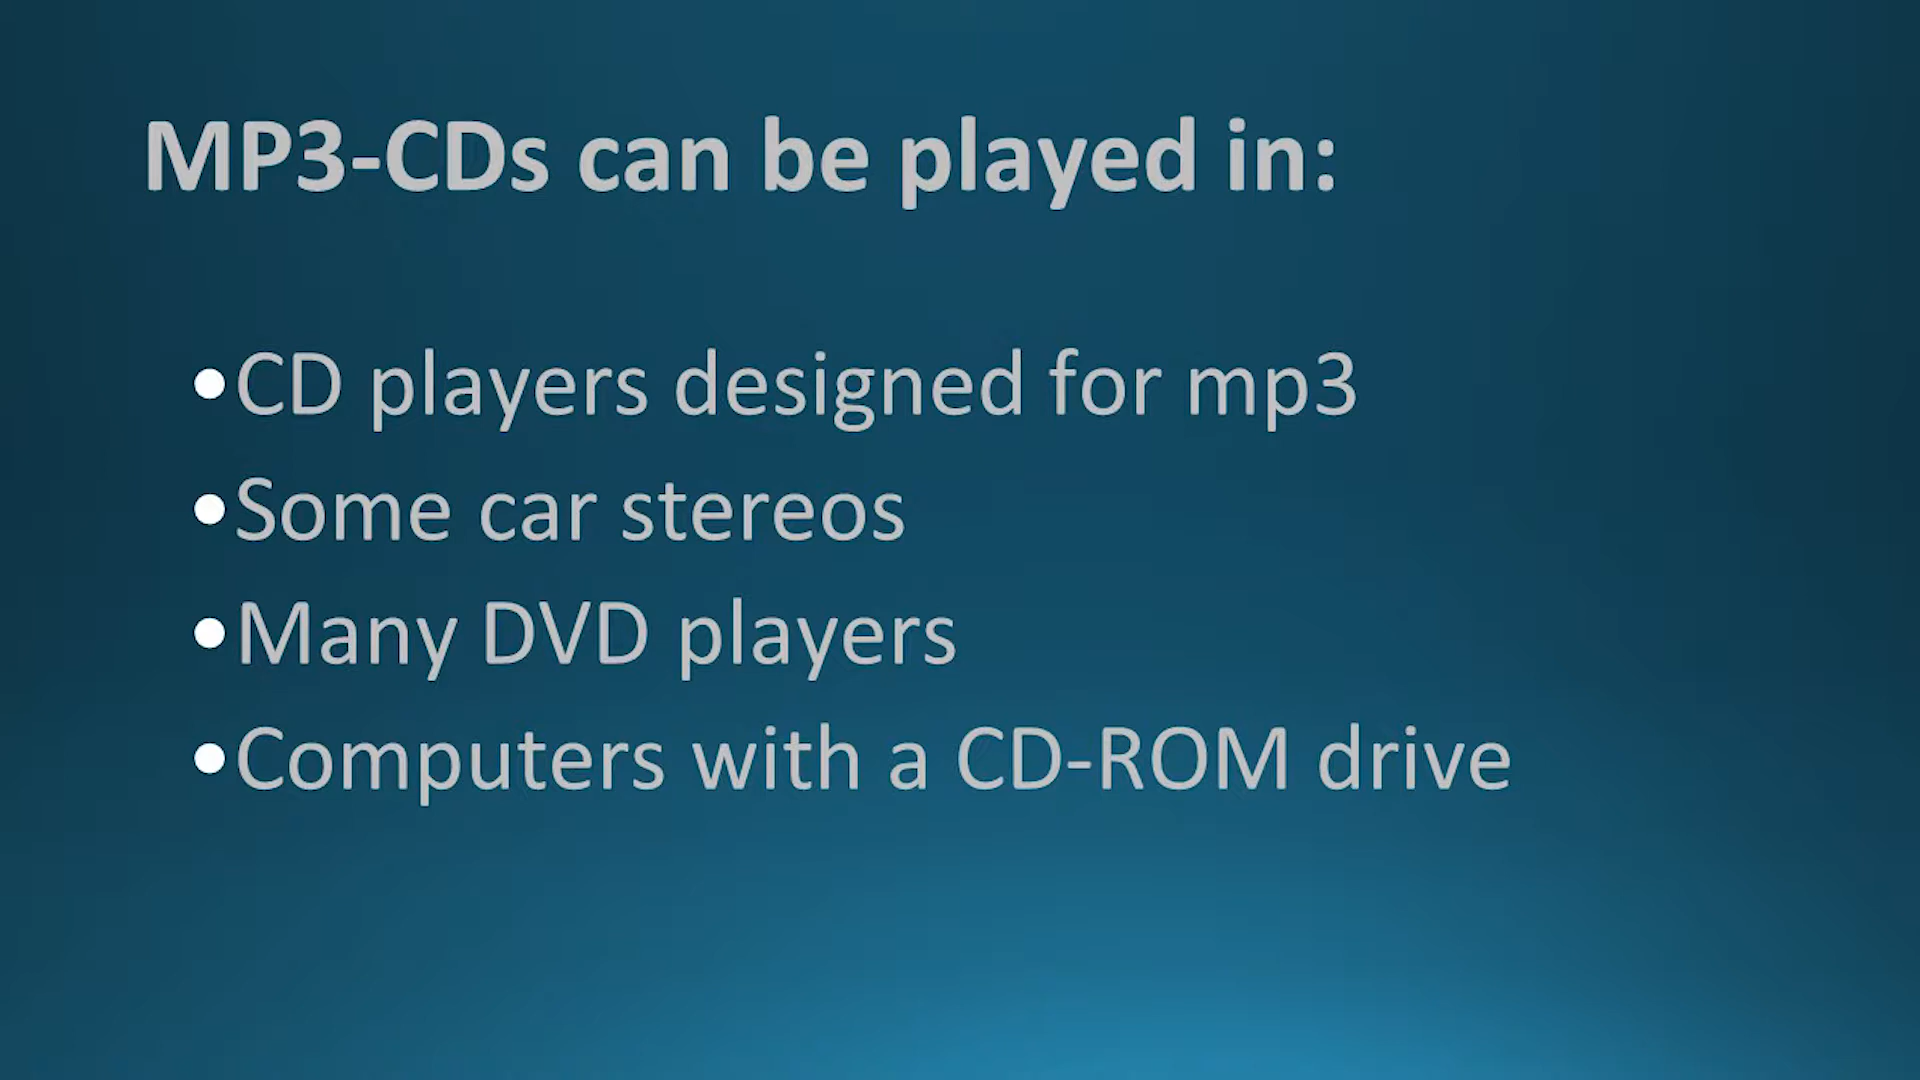 MP3-CDs can be played in:
•CD players designed for mp3
•Some car stereos
•Many DVD players
•Computers with a CD-ROM drive